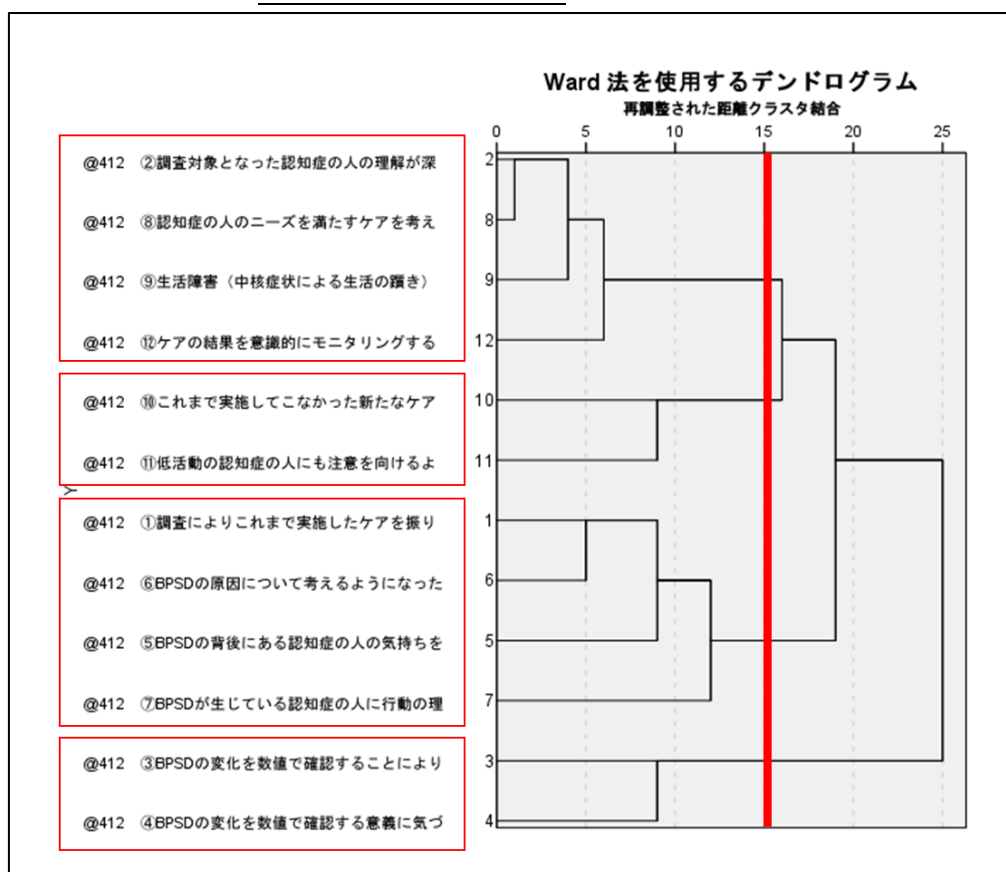 Ward 法を使用するデンドログラム
再調整された距離クラスタ結合
0 5 10 15 20 25
@412 ②調査対象となった認知症の人の理解が深 2
@412 ⑧認知症の人のニーズを満たすケアを考え 8
@412 ⑨生活障害（中核症状による生活の躓き） 9
@412 ⑫ケアの結果を意識的にモニタリングする 12
@412 ⑩これまで実施してこなかった新たなケア 10
@412 ⑪低活動の認知症の人にも注意を向けるよ 11
Y
@412 ①調査によりこれまで実施したケアを振り 1
@412 ⑥BPSDの原因について考えるようになった 6
@412 ⑤BPSDの背後にある認知症の人の気持ちを 5
@412 ⑦BPSDが生じている認知症の人に行動の理 7
@412 ③BPSDの変化を数値で確認することにより 3
@412 ④BPSDの変化を数値で確認する意義に気づ 4